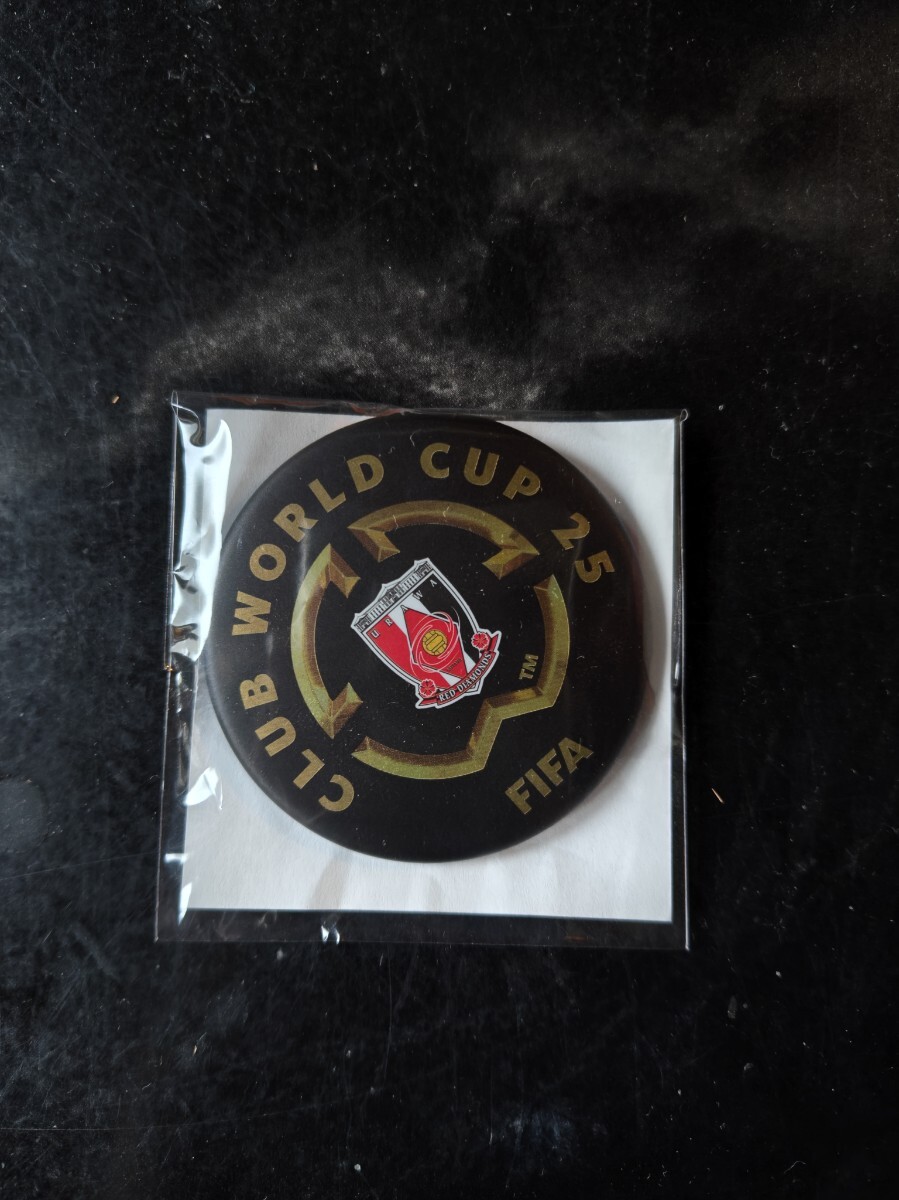 CLUB WORLD CUP 25
TM
FIFA
URAWA
RED DIAMONDS